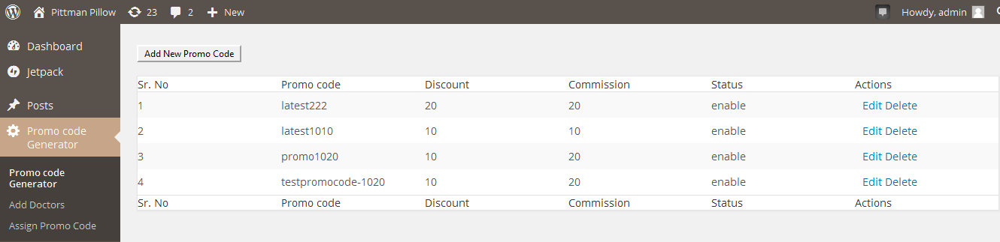 Pittman Pillow 23 2 New Howdy, admin
Dashboard
Jetpack
Posts
Promo code
Generator
Promo code
Generator
Add Doctors
Assign Promo Code
Add New Promo Code
Sr. No Promo code Discount Commission Status Actions
1 latest222 20 20 enable Edit Delete
2 latest1010 10 10 enable Edit Delete
3 promo1020 10 20 enable Edit Delete
4 testpromocode-1020 10 20 enable Edit Delete
Sr. No Promo code Discount Commission Status Actions